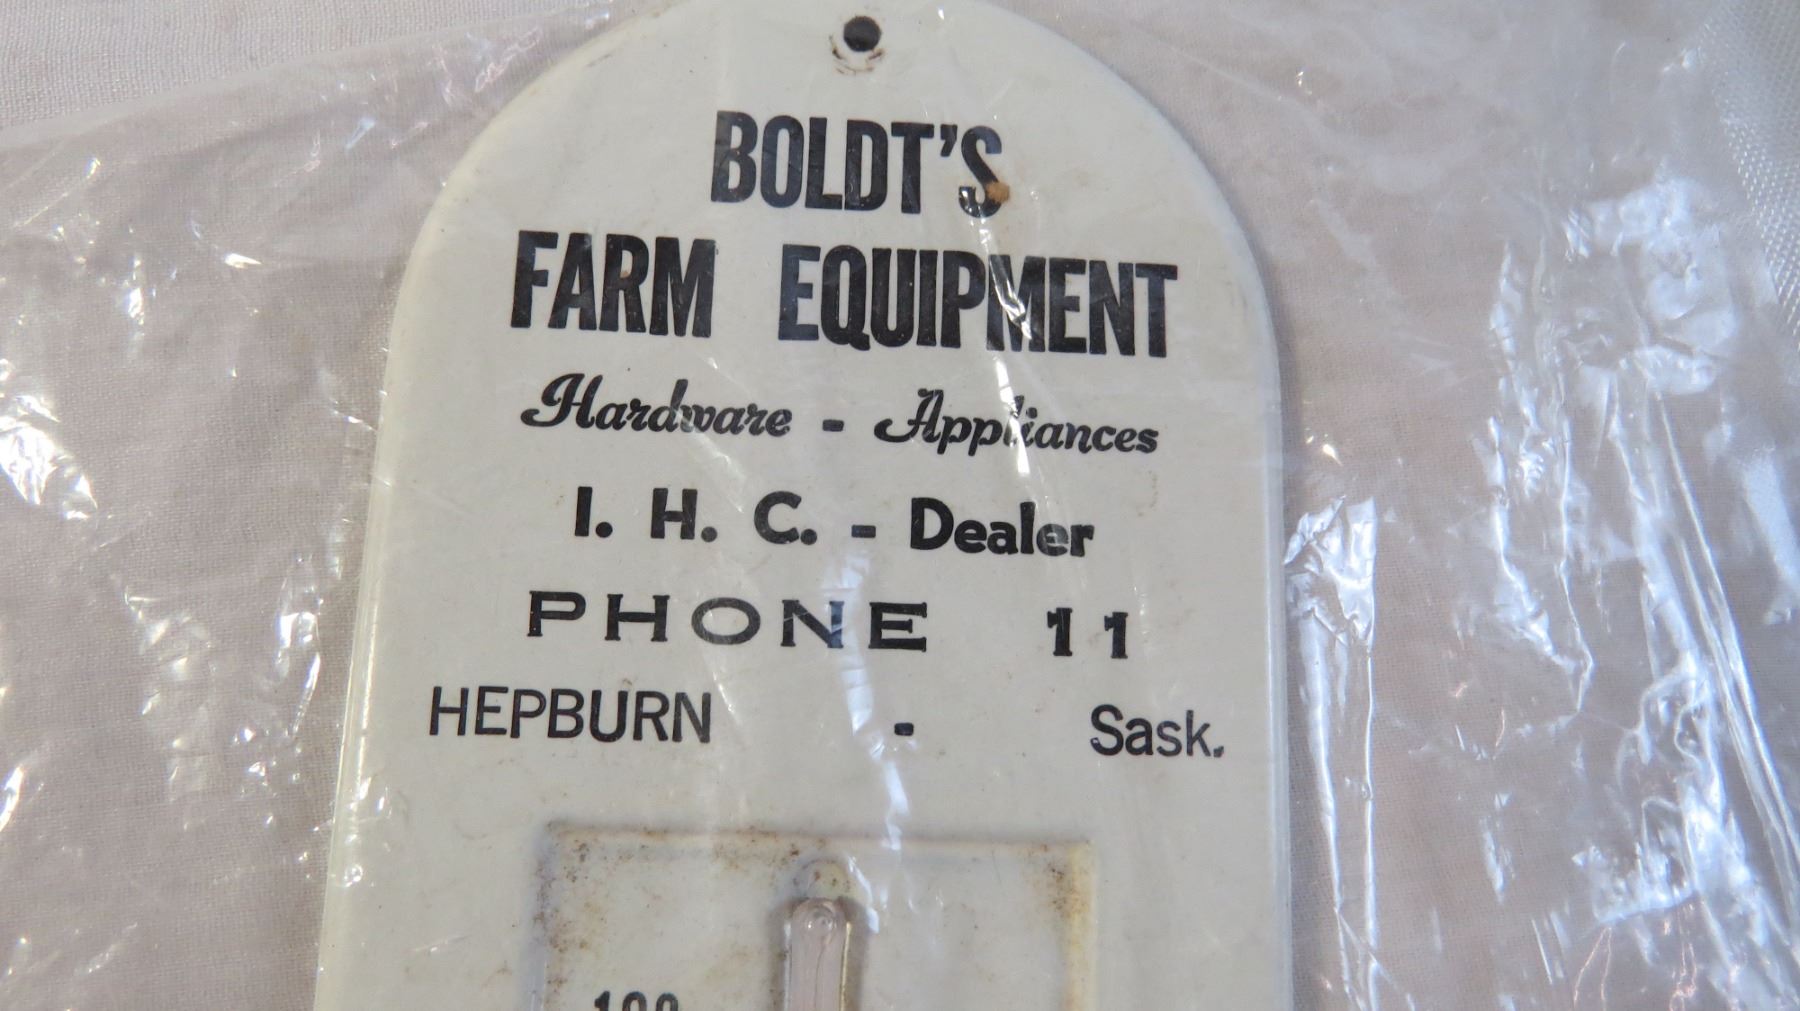 BOLDT'S
FARM EQUIPMENT
Hardware - Appliances
I. H. C. - Dealer
PHONE 11
HEPBURN - Sask.